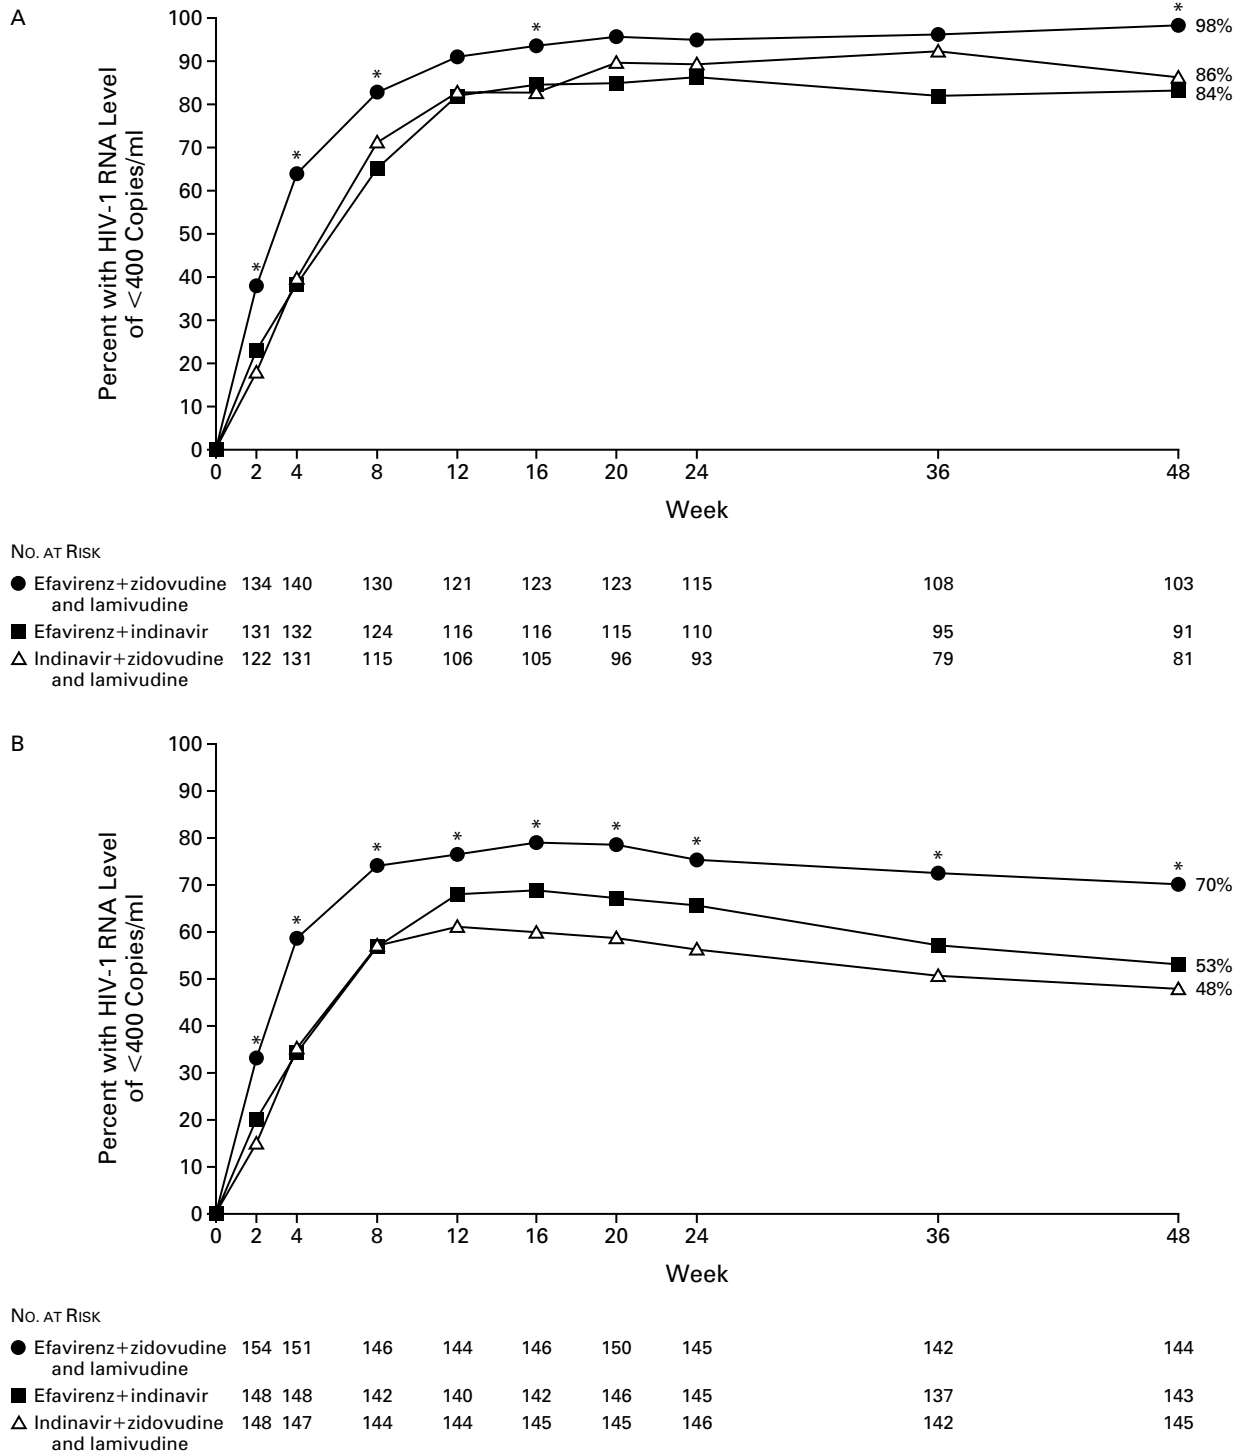 A
Percent with HIV-1 RNA Level
of <400 Copies/ml
100
90
80
70
60
50
40
30
20
10
0
* * * * *
98%
86%
84%
0 2 4 8 12 16 20 24 36 48
Week
No. at Risk
Efavirenz+zidovudine 134 140 130 121 123 123 115 108 103
and lamivudine
Efavirenz+indinavir 131 132 124 116 116 115 110 95 91
Indinavir+zidovudine 122 131 115 106 105 96 93 79 81
and lamivudine
B
Percent with HIV-1 RNA Level
of <400 Copies/ml
100
90
80
70
60
50
40
30
20
10
0
* * * * * * * * *
70%
53%
48%
0 2 4 8 12 16 20 24 36 48
Week
No. at Risk
Efavirenz+zidovudine 154 151 146 144 146 150 145 142 144
and lamivudine
Efavirenz+indinavir 148 148 142 140 142 146 145 137 143
Indinavir+zidovudine 148 147 144 144 145 145 146 142 145
and lamivudine